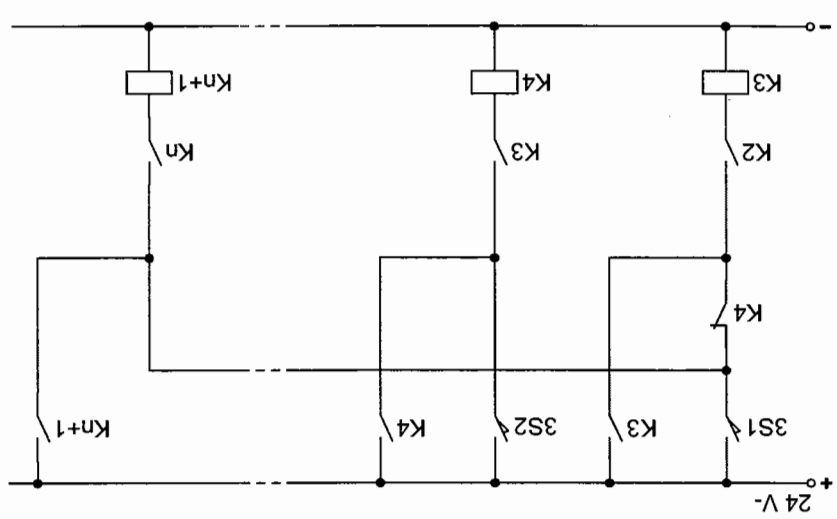 24 V-
+
3S1 K3 3S2 K4 Kn+1
K4
K2 K3 Kn
K3 K4 Kn+1
-